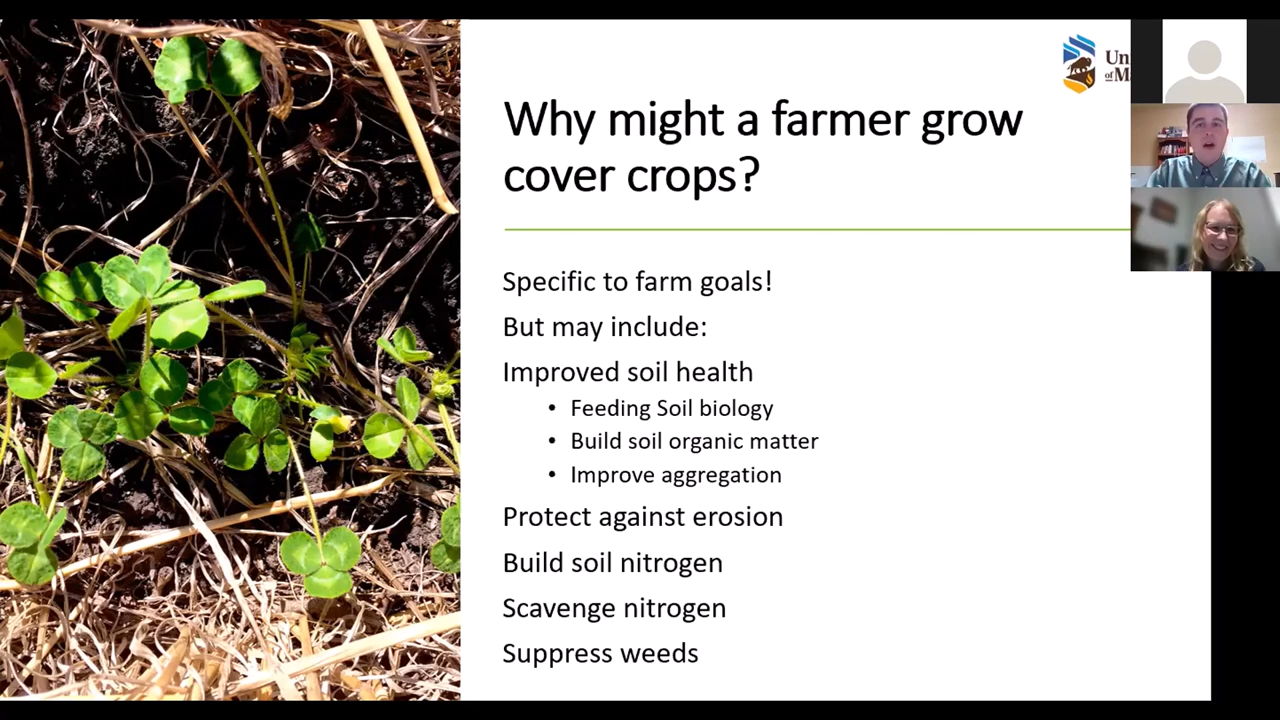 Why might a farmer grow
cover crops?
Specific to farm goals!
But may include:
Improved soil health
• Feeding Soil biology
• Build soil organic matter
• Improve aggregation
Protect against erosion
Build soil nitrogen
Scavenge nitrogen
Suppress weeds